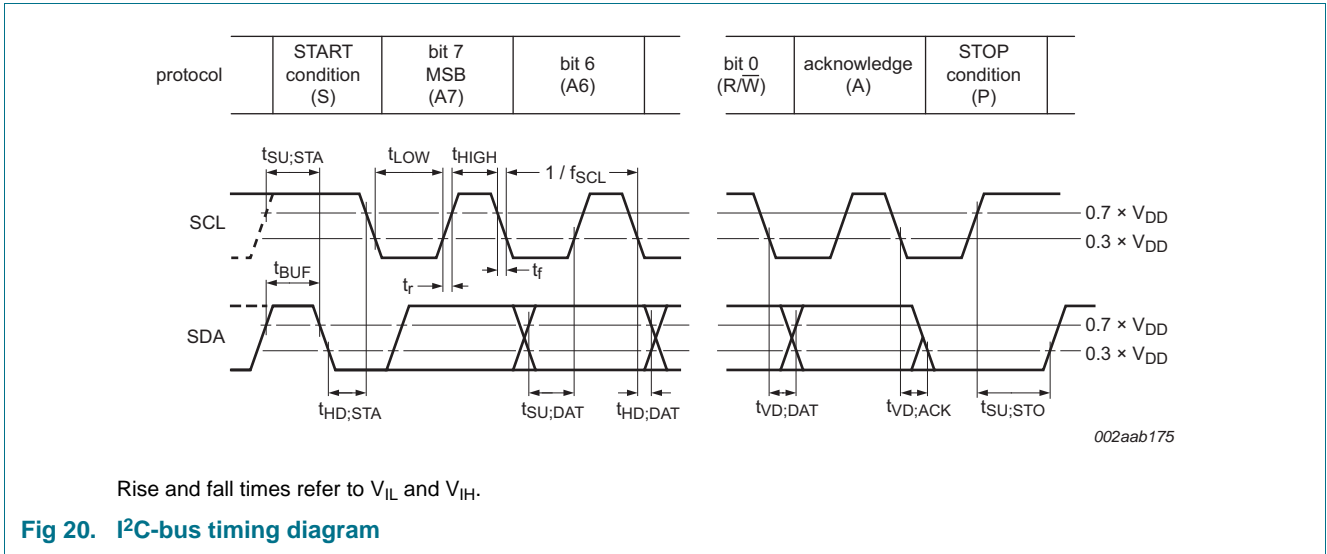 protocol
START
condition
(S)
bit 7
MSB
(A7)
bit 6
(A6)
bit 0
(R/W̅)
acknowledge
(A)
STOP
condition
(P)
tSU;STA
tLOW
tHIGH
1 / fSCL
SCL
0.7 × VDD
0.3 × VDD
tBUF
tr
tf
SDA
0.7 × VDD
0.3 × VDD
tHD;STA
tSU;DAT
tHD;DAT
tVD;DAT
tVD;ACK
tSU;STO
002aab175
Rise and fall times refer to VIL and VIH.
Fig 20. I2C-bus timing diagram